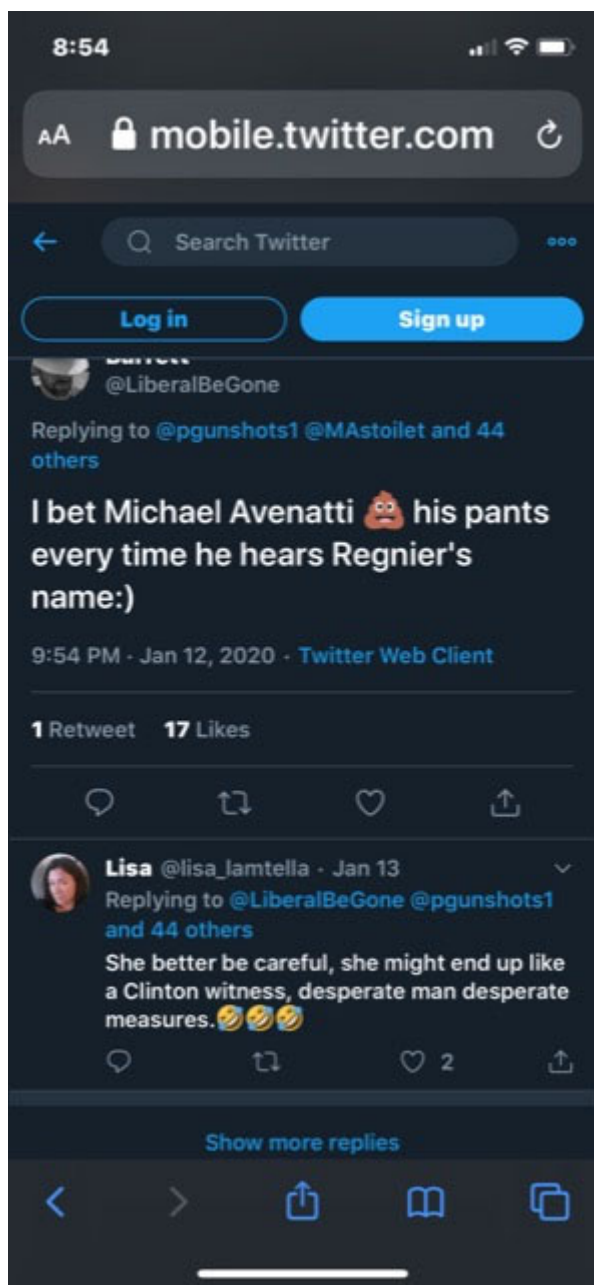 8:54
AA mobile.twitter.com
Search Twitter
Log in Sign up
@LiberalBeGone
Replying to @pgunshots1 @MAstoilet and 44
others
I bet Michael Avenatti 💩 his pants
every time he hears Regnier's
name:)
9:54 PM · Jan 12, 2020 · Twitter Web Client
1 Retweet 17 Likes
Lisa @lisa_lamtella · Jan 13
Replying to @LiberalBeGone @pgunshots1
and 44 others
She better be careful, she might end up like
a Clinton witness, desperate man desperate
measures.🤣🤣🤣
2
Show more replies